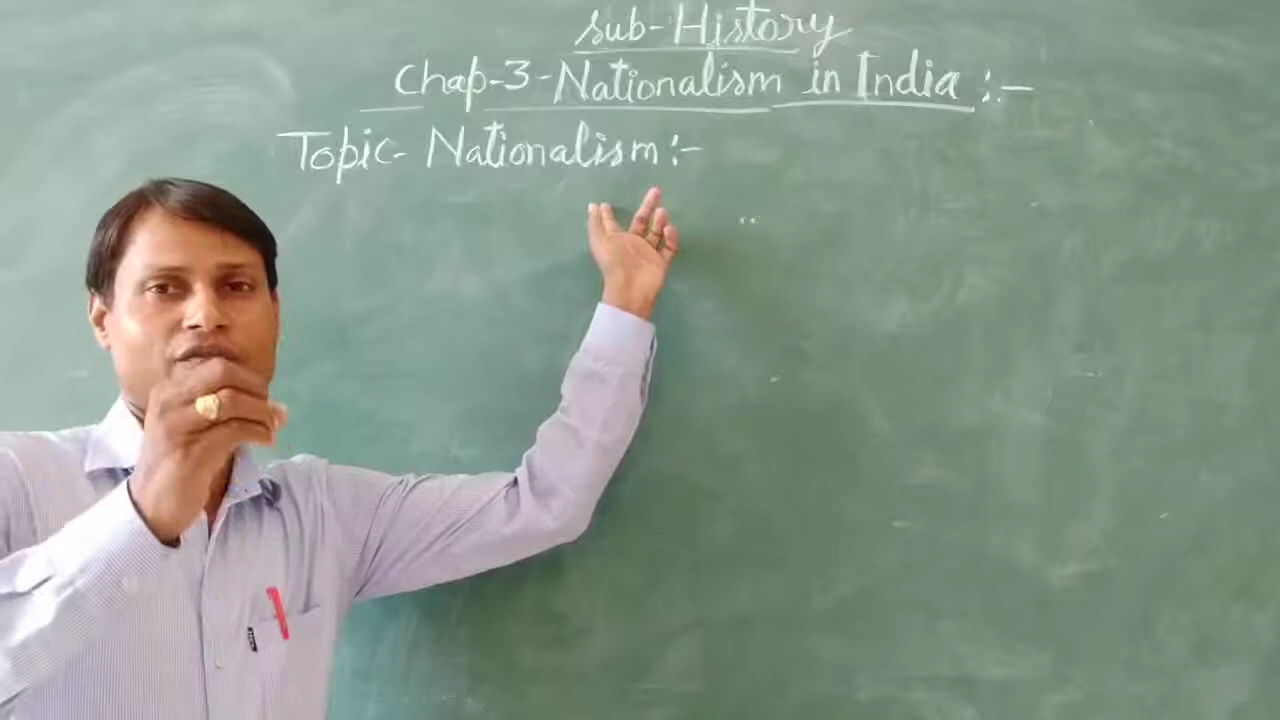 Sub-History
Chap-3-Nationalism in India :-
Topic- Nationalism:-